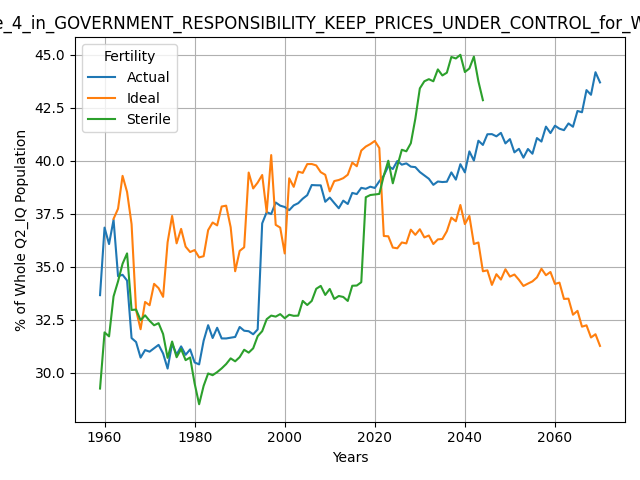 e_4_in_GOVERNMENT_RESPONSIBILITY_KEEP_PRICES_UNDER_CONTROL_for_W
Fertility
Actual
Ideal
Sterile
% of Whole Q2_IQ Population
45.0
42.5
40.0
37.5
35.0
32.5
30.0
1960
1980
2000
2020
2040
2060
Years